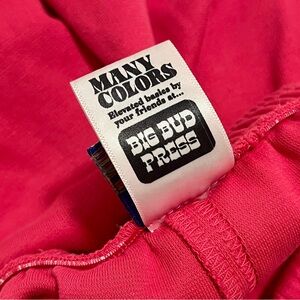 MANY
COLORS
Elevated basics by
your friends at...
BIG BUD
PRESS